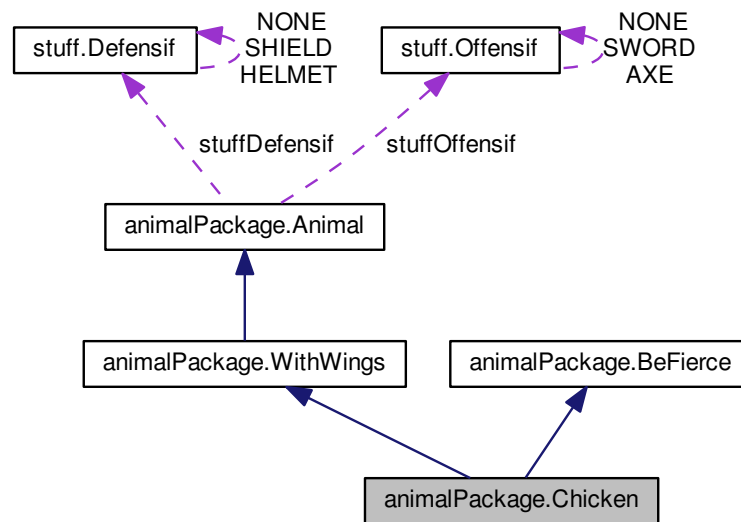 NONE
SHIELD
HELMET
stuff.Defensif
NONE
SWORD
AXE
stuff.Offensif
stuffDefensif
stuffOffensif
animalPackage.Animal
animalPackage.WithWings
animalPackage.BeFierce
animalPackage.Chicken